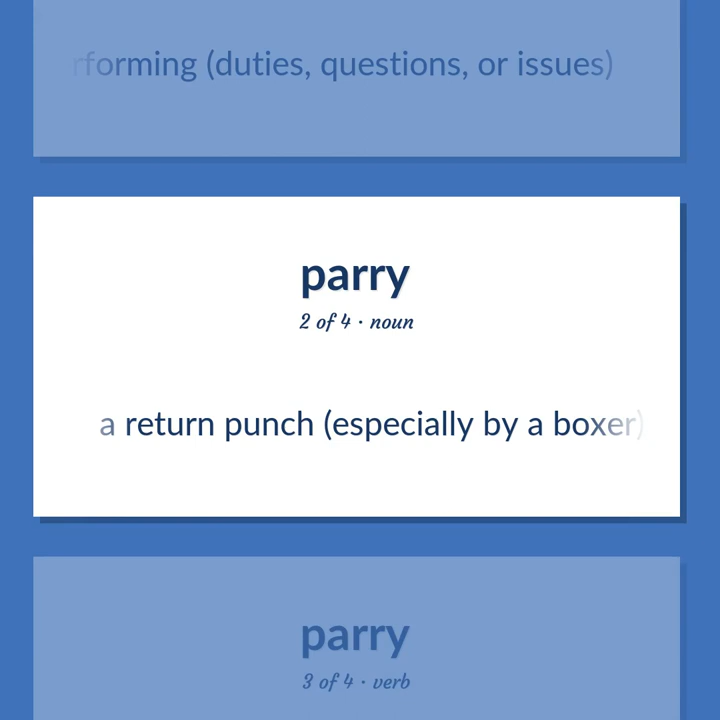 rforming (duties, questions, or issues)
parry
2 of 4 · noun
a return punch (especially by a boxer)
parry
3 of 4 · verb